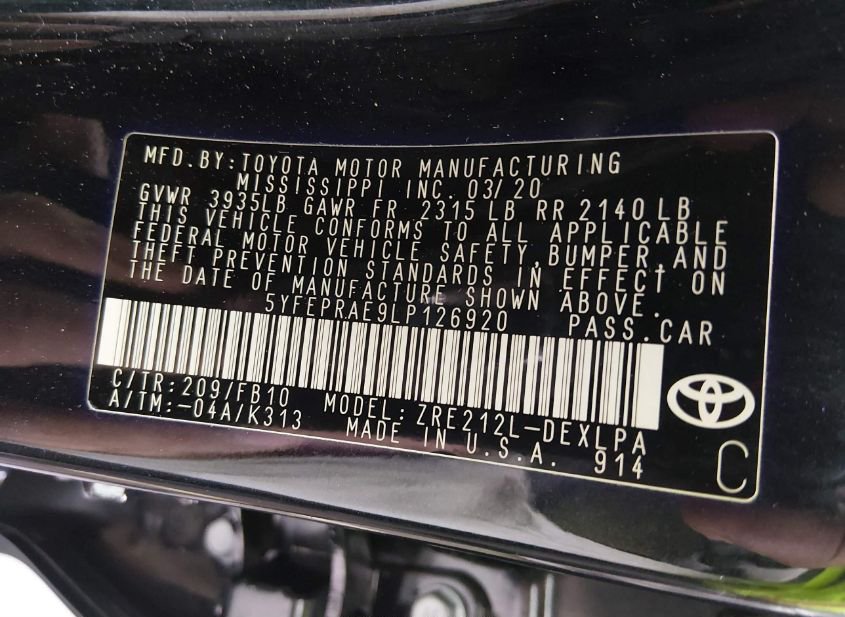 MFD.BY:TOYOTA MOTOR MANUFACTURING
MISSISSIPPI INC. 03/20
GVWR 3935LB GAWR FR 2315 LB RR 2140 LB
THIS VEHICLE CONFORMS TO ALL APPLICABLE
FEDERAL MOTOR VEHICLE SAFETY, BUMPER, AND
THEFT PREVENTION STANDARDS IN EFFECT ON
THE DATE OF MANUFACTURE SHOWN ABOVE.
5YFEPRAE9LP126920 PASS.CAR
C/TR:209/FB10 MODEL:ZRE212L-DEXLPA
A/TM:-04A/K313 MADE IN U.S.A. 914
C